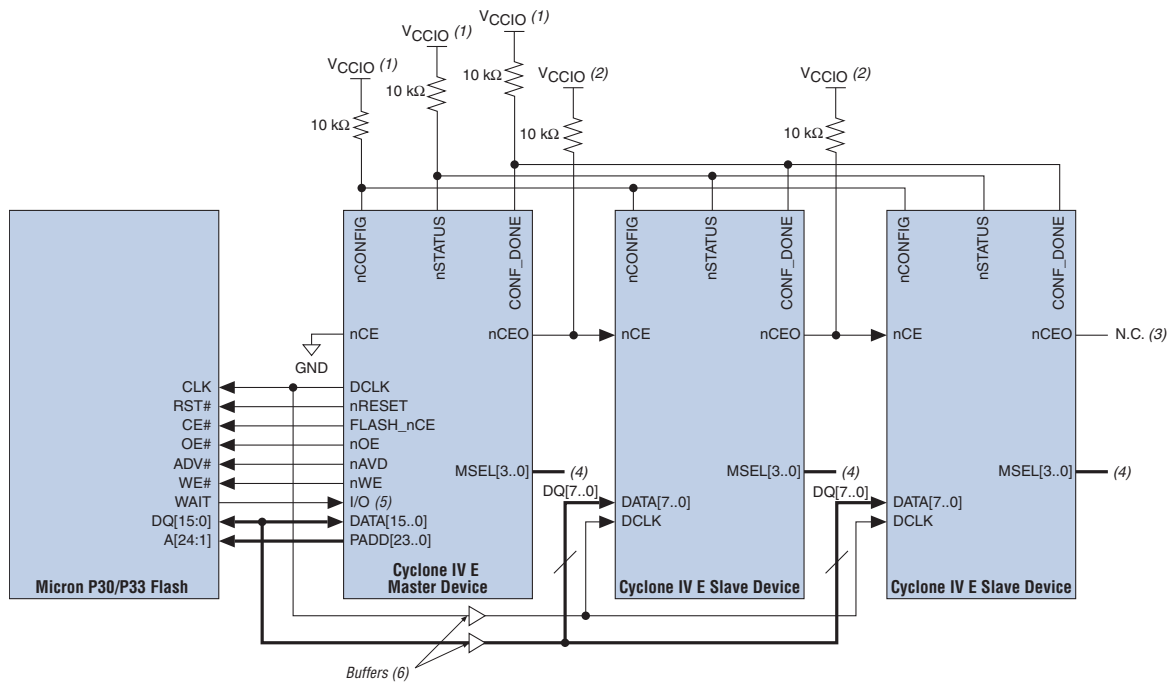 VCCIO (1)
VCCIO (1)
VCCIO (1)
VCCIO (2)
VCCIO (2)
10 kΩ
10 kΩ
10 kΩ
10 kΩ
10 kΩ
nCONFIG
nSTATUS
CONF_DONE
nCONFIG
nSTATUS
CONF_DONE
nCONFIG
nSTATUS
CONF_DONE
nCE
nCEO
nCE
nCEO
nCE
nCEO
N.C. (3)
GND
CLK
DCLK
RST#
nRESET
CE#
FLASH_nCE
OE#
nOE
ADV#
nAVD
WE#
nWE
WAIT
I/O (5)
DQ[15:0]
DATA[15..0]
A[24:1]
PADD[23..0]
MSEL[3..0]
(4)
MSEL[3..0]
(4)
MSEL[3..0]
(4)
DQ[7..0]
DATA[7..0]
DCLK
DQ[7..0]
DATA[7..0]
DCLK
Micron P30/P33 Flash
Cyclone IV E
Master Device
Cyclone IV E Slave Device
Cyclone IV E Slave Device
Buffers (6)